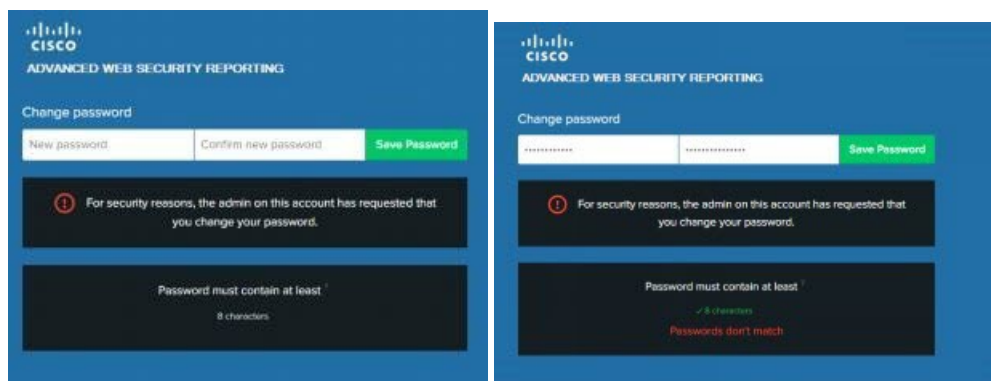 CISCO
ADVANCED WEB SECURITY REPORTING
Change password
New password
Confirm new password
Save Password
For security reasons, the admin on this account has requested that
you change your password.
Password must contain at least
8 characters
CISCO
ADVANCED WEB SECURITY REPORTING
Change password
Save Password
For security reasons, the admin on this account has requested that
you change your password.
Password must contain at least
✓ 8 characters
Passwords don't match